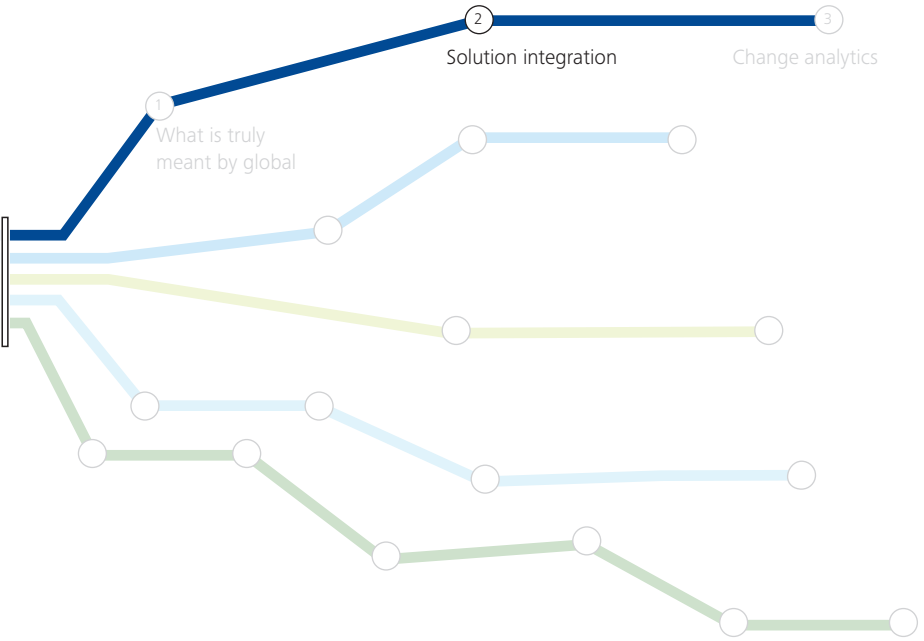 2
3
Solution integration
Change analytics
1
What is truly
meant by global